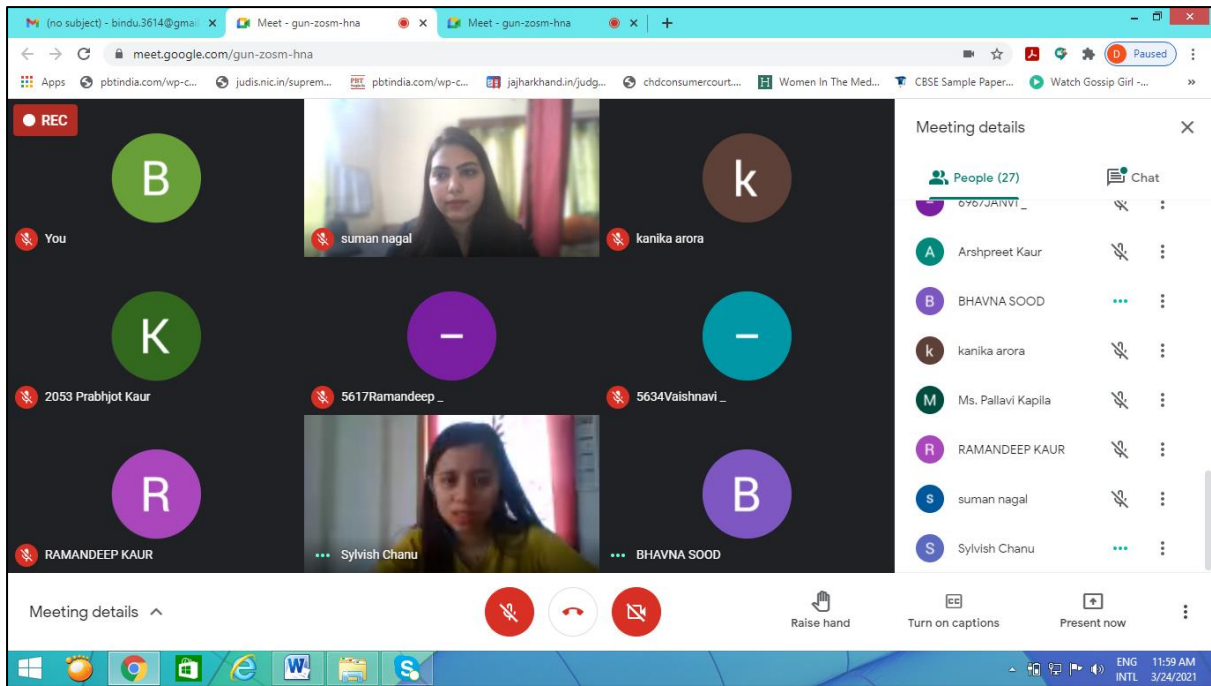 (no subject) - bindu.3614@gmail
Meet - gun-zosm-hna
Meet - gun-zosm-hna
meet.google.com/gun-zosm-hna
D Paused
Apps pbtindia.com/wp-c... judis.nic.in/suprem... PBT pbtindia.com/wp-c... jajharkhand.in/judg... chdconsumercourt.... H Women In The Med... CBSE Sample Paper... Watch Gossip Girl -... »
REC
B
You
suman nagal
k
kanika arora
K
2053 Prabhjot Kaur
–
5617Ramandeep _
–
5634Vaishnavi _
R
RAMANDEEP KAUR
Sylvish Chanu
B
BHAVNA SOOD
Meeting details
People (27)
Chat
6967JANVI _
A Arshpreet Kaur
B BHAVNA SOOD
k kanika arora
M Ms. Pallavi Kapila
R RAMANDEEP KAUR
s suman nagal
S Sylvish Chanu
Meeting details
Raise hand
CC Turn on captions
Present now
ENG 11:59 AM
INTL 3/24/2021